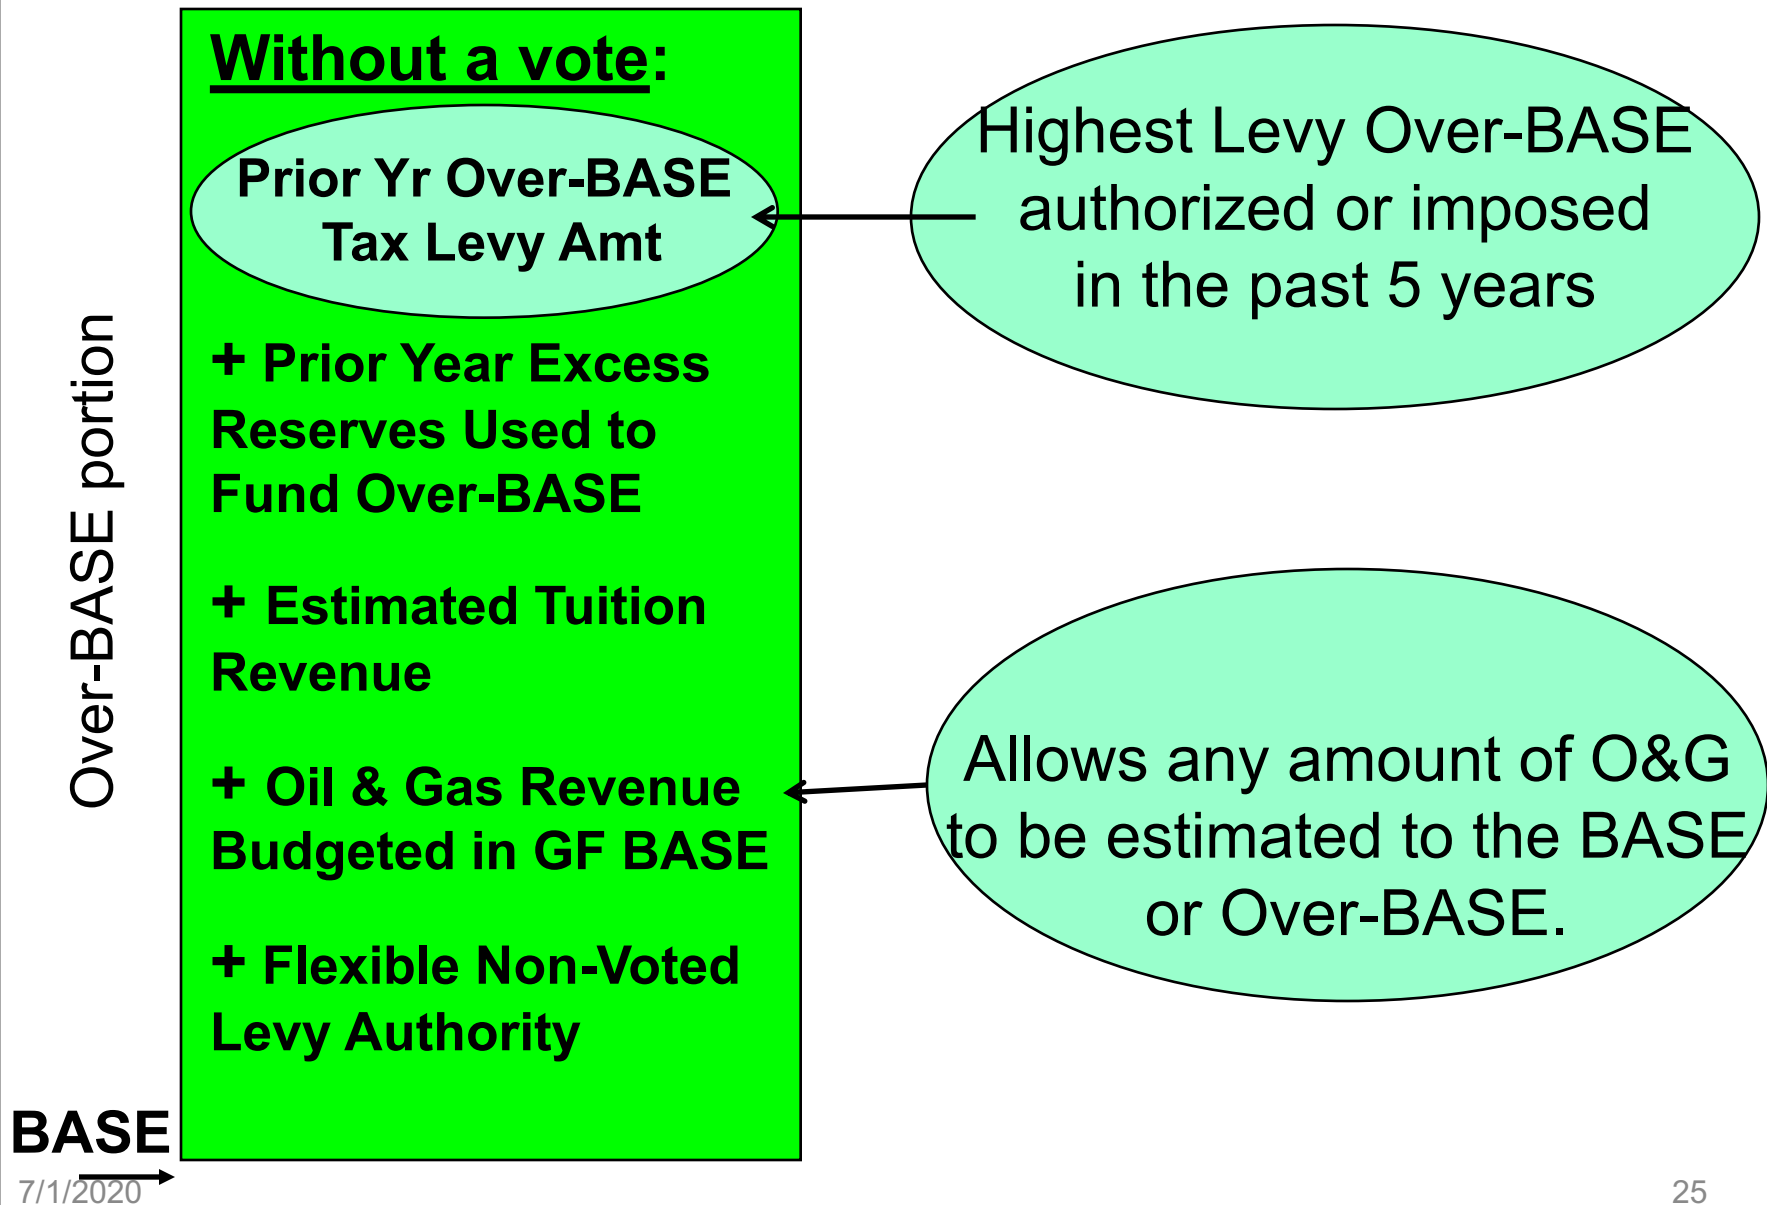 Without a vote:
Prior Yr Over-BASE
Tax Levy Amt
+ Prior Year Excess
Reserves Used to
Fund Over-BASE
+ Estimated Tuition
Revenue
+ Oil & Gas Revenue
Budgeted in GF BASE
+ Flexible Non-Voted
Levy Authority
Highest Levy Over-BASE
authorized or imposed
in the past 5 years
Allows any amount of O&G
to be estimated to the BASE
or Over-BASE.
Over-BASE portion
BASE
7/1/2020
25